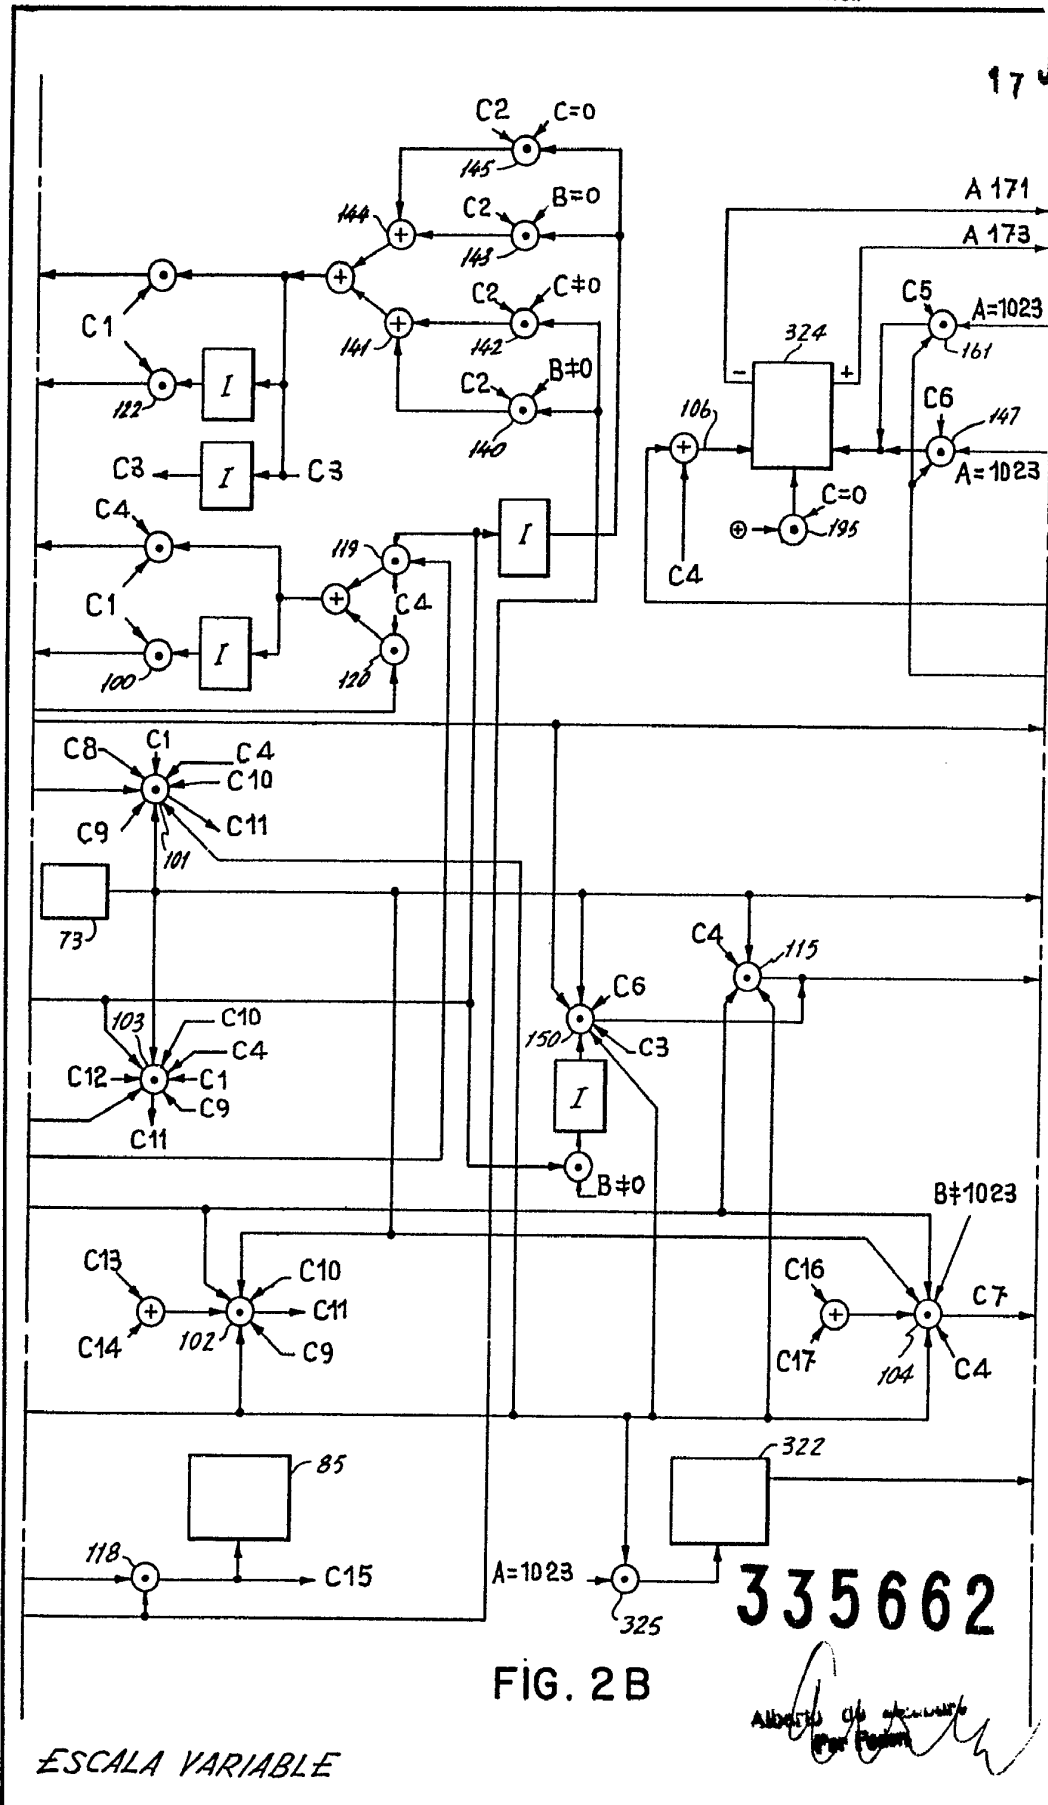 17
C2 C=0
145
A 171
C2 B=0
144
143
A 173
C2 C≠0
C5
A=1023
C1
141
142
324
161
C2 B≠0
- +
122
I
140
106
C6
147
C3 I C3
A=1023
C4
C=0
119
I
⊕
195
C1
C4
C4
100
I
120
C8
C1
C4
C10
C9
C11
101
73
C4
115
C6
103
C10
150
C3
C4
C12
C1
C9
I
C11
B≠0
B≠1023
C13
C10
C16
C7
C11
C14
102
C9
C17
104
C4
85
322
118
C15
A=1023
325
335662
FIG. 2B
Por Poder
ESCALA VARIABLE